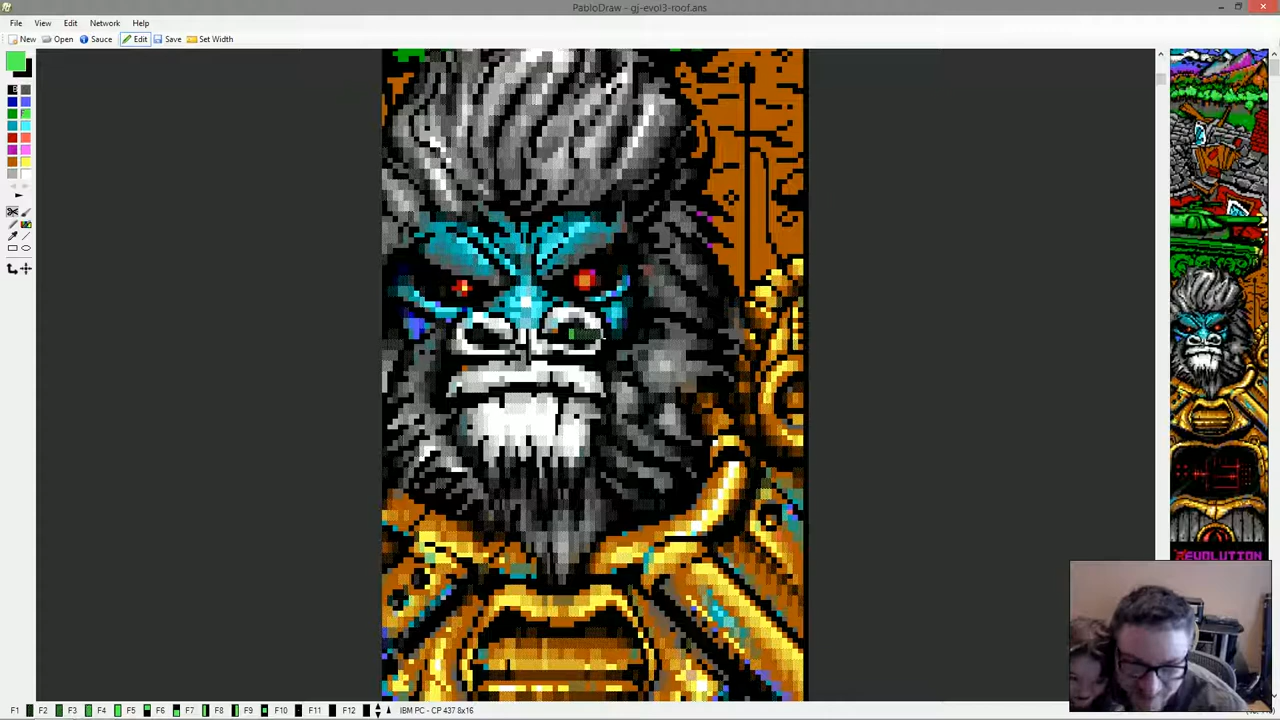 PabloDraw - gj-evol3-roof.ans
File View Edit Network Help
New Open Sauce Edit Save Set Width
REVOLUTION
F1 F2 F3 F4 F5 F6 F7 F8 F9 F10 F11 F12 IBM PC - CP 437 8x16